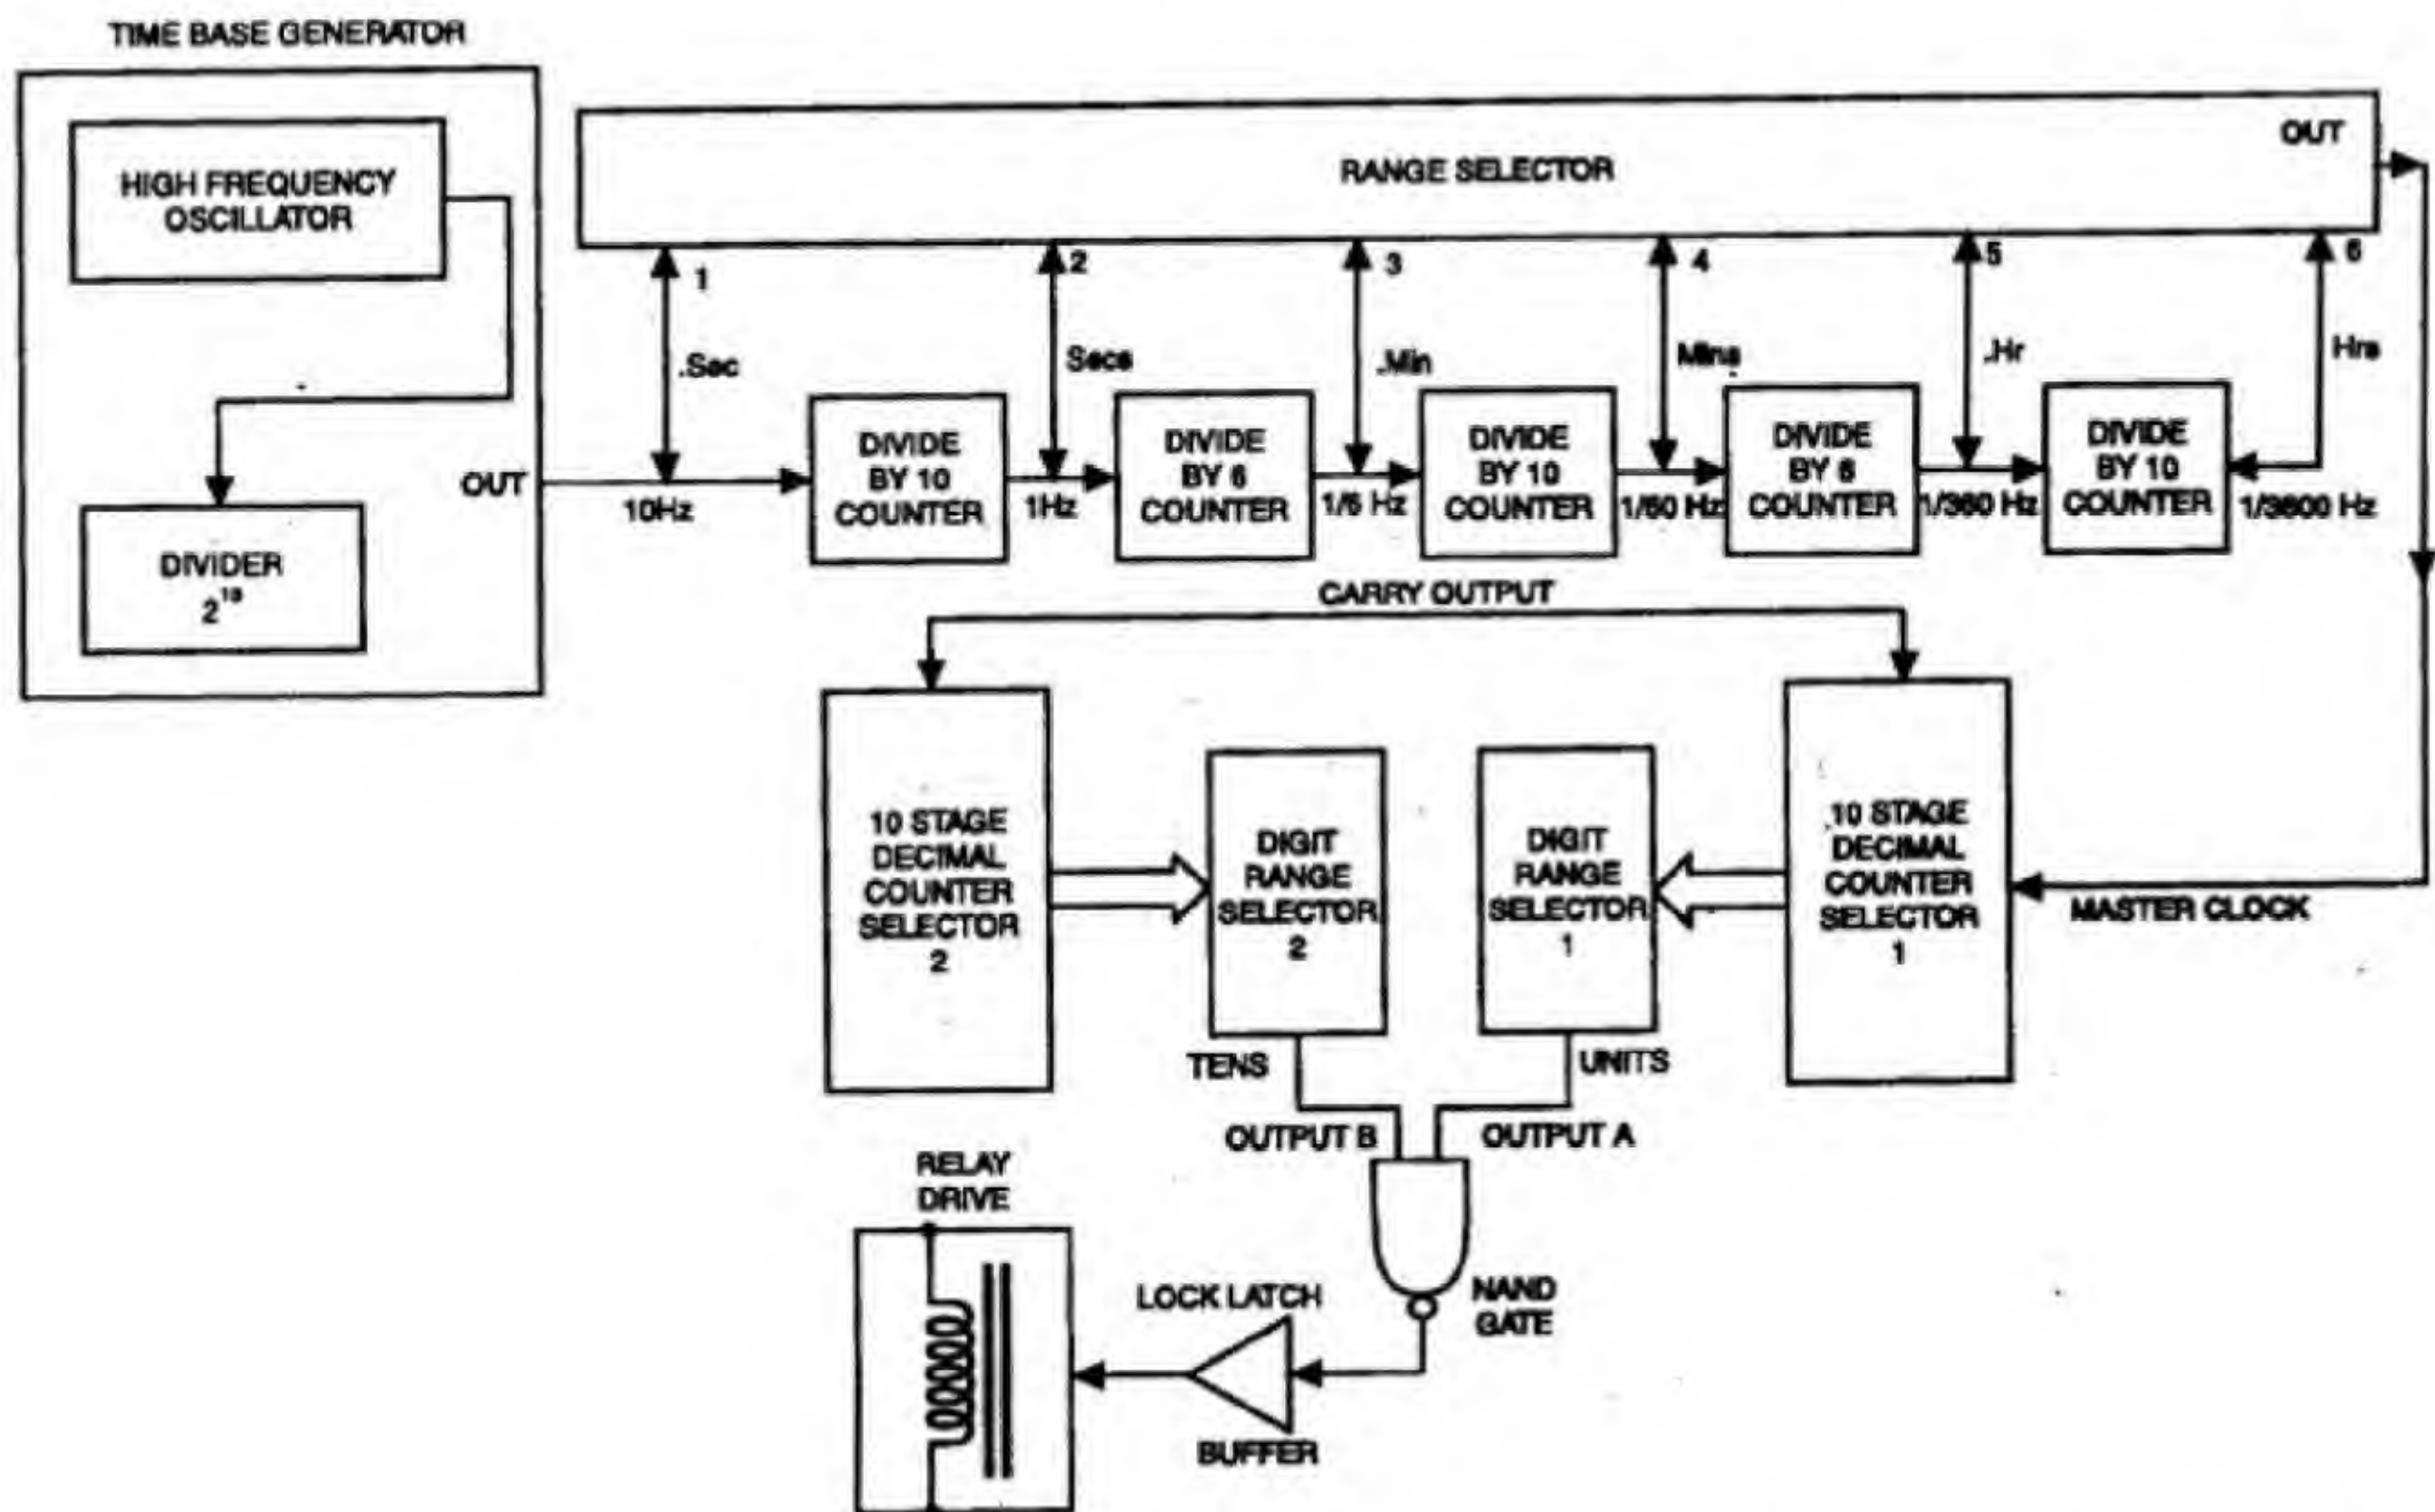 TIME BASE GENERATOR
HIGH FREQUENCY
OSCILLATOR
DIVIDER
2¹³
OUT
RANGE SELECTOR
OUT
1
2
3
4
5
6
.Sec
Secs
.Min
Mins
.Hr
Hrs
10Hz
DIVIDE
BY 10
COUNTER
1Hz
DIVIDE
BY 6
COUNTER
1/6 Hz
DIVIDE
BY 10
COUNTER
1/60 Hz
DIVIDE
BY 6
COUNTER
1/360 Hz
DIVIDE
BY 10
COUNTER
1/3600 Hz
CARRY OUTPUT
10 STAGE
DECIMAL
COUNTER
SELECTOR
2
DIGIT
RANGE
SELECTOR
2
DIGIT
RANGE
SELECTOR
1
10 STAGE
DECIMAL
COUNTER
SELECTOR
1
MASTER CLOCK
TENS
UNITS
OUTPUT B
OUTPUT A
RELAY
DRIVE
LOCK LATCH
NAND
GATE
BUFFER